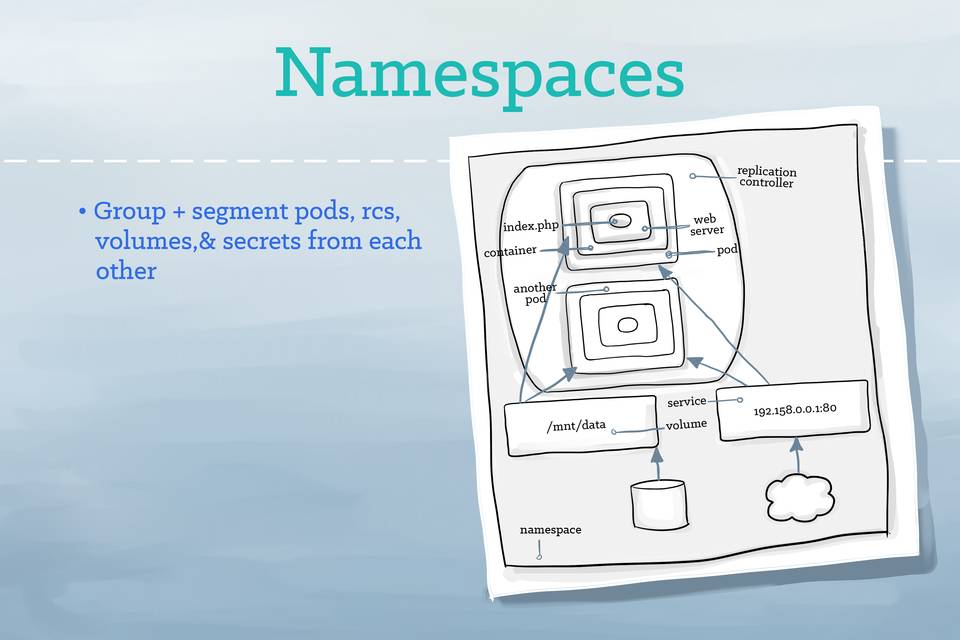 Namespaces
• Group + segment pods, rcs,
volumes,& secrets from each
other
replication
controller
index.php
web
server
container
pod
another
pod
service
192.158.0.0.1:80
/mnt/data
volume
namespace